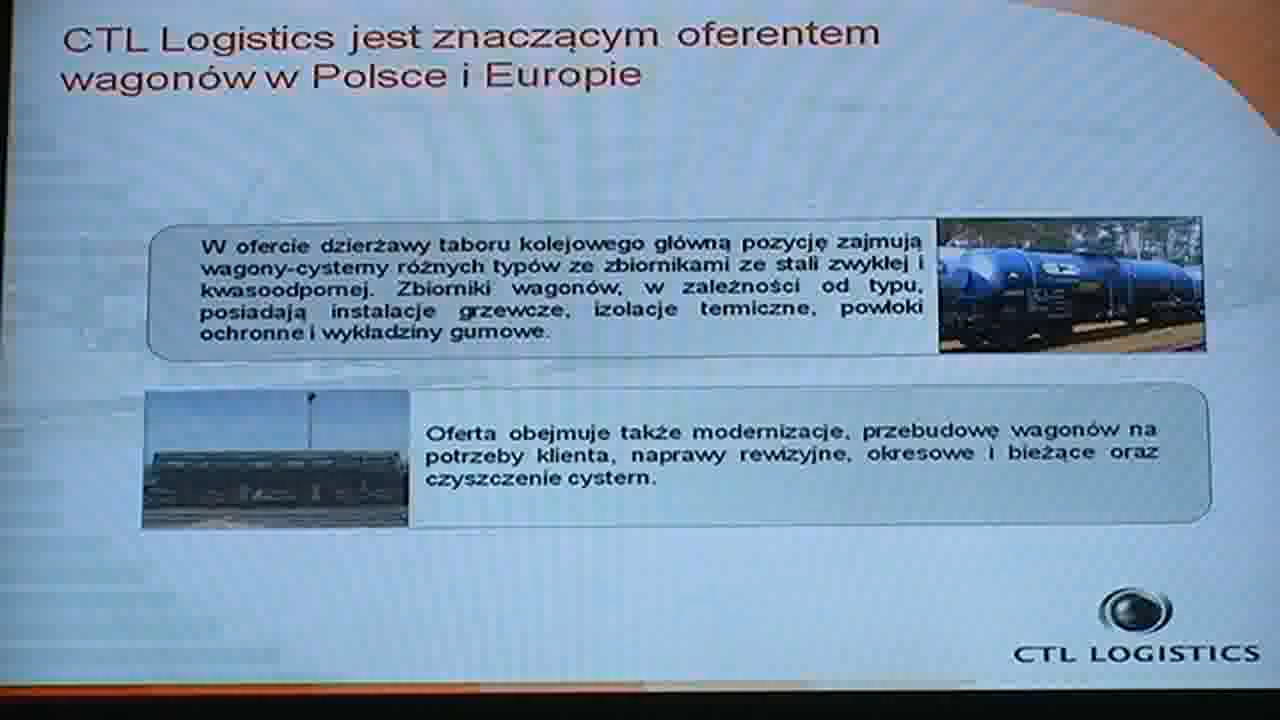 CTL Logistics jest znaczącym oferentem
wagonów w Polsce i Europie
W ofercie dzierżawy taboru kolejowego główną pozycję zajmują
wagony-cysterny różnych typów ze zbiornikami ze stali zwykłej i
kwasoodpornej. Zbiorniki wagonów, w zależności od typu,
posiadają instalacje grzewcze, izolacje termiczne, powłoki
ochronne i wykładziny gumowe.
Oferta obejmuje także modernizacje, przebudowę wagonów na
potrzeby klienta, naprawy rewizyjne, okresowe i bieżące oraz
czyszczenie cystern.
CTL LOGISTICS